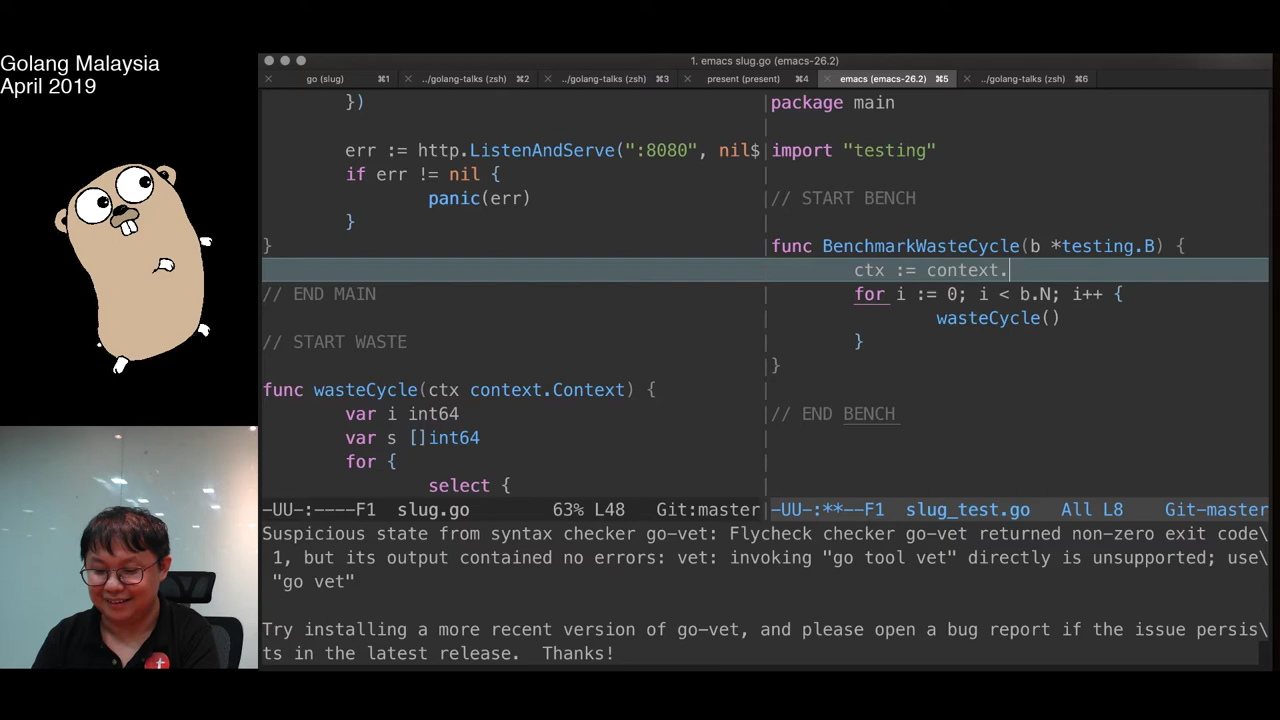 Golang Malaysia
April 2019
1. emacs slug.go (emacs-26.2)
× go (slug) ⌘1 × ../golang-talks (zsh) ⌘2 × ../golang-talks (zsh) ⌘3 present (present) ⌘4 × emacs (emacs-26.2) ⌘5 × ../golang-talks (zsh) ⌘6
})
err := http.ListenAndServe(":8080", nil$
if err != nil {
panic(err)
}
}
// END MAIN
// START WASTE
func wasteCycle(ctx context.Context) {
var i int64
var s []int64
for {
select {
-UU-:----F1 slug.go 63% L48 Git:master
package main
import "testing"
// START BENCH
func BenchmarkWasteCycle(b *testing.B) {
ctx := context.
for i := 0; i < b.N; i++ {
wasteCycle()
}
}
// END BENCH
-UU-:**--F1 slug_test.go All L8 Git-master
Suspicious state from syntax checker go-vet: Flycheck checker go-vet returned non-zero exit code\
1, but its output contained no errors: vet: invoking "go tool vet" directly is unsupported; use\
"go vet"
Try installing a more recent version of go-vet, and please open a bug report if the issue persis\
ts in the latest release. Thanks!